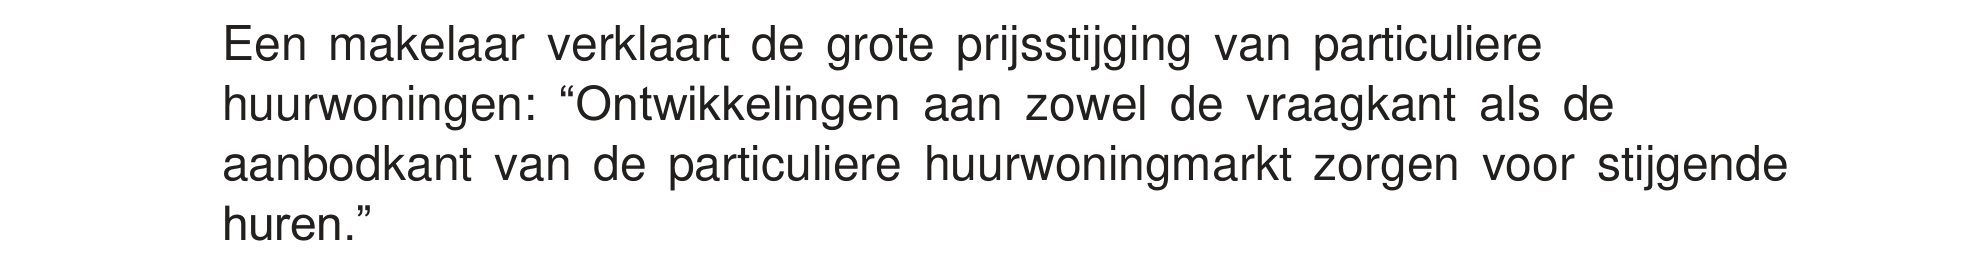 Een makelaar verklaart de grote prijsstijging van particuliere
huurwoningen: “Ontwikkelingen aan zowel de vraagkant als de
aanbodkant van de particuliere huurwoningmarkt zorgen voor stijgende
huren.”